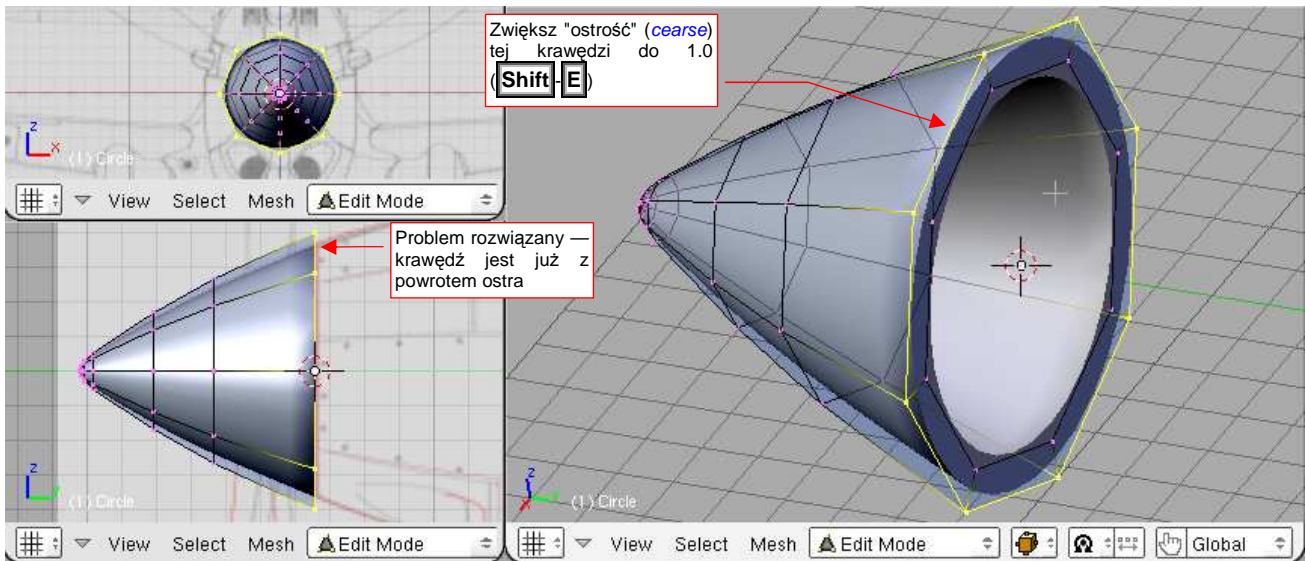 z
x
(1) Circle
View Select Mesh Edit Mode
Zwiększ "ostrość" (cearse)
tej krawędzi do 1.0
(Shift-E)
Problem rozwiązany —
krawędź jest już z
powrotem ostra
z
(1) Circle
View Select Mesh Edit Mode
z
x
(1) Circle
View Select Mesh Edit Mode Global